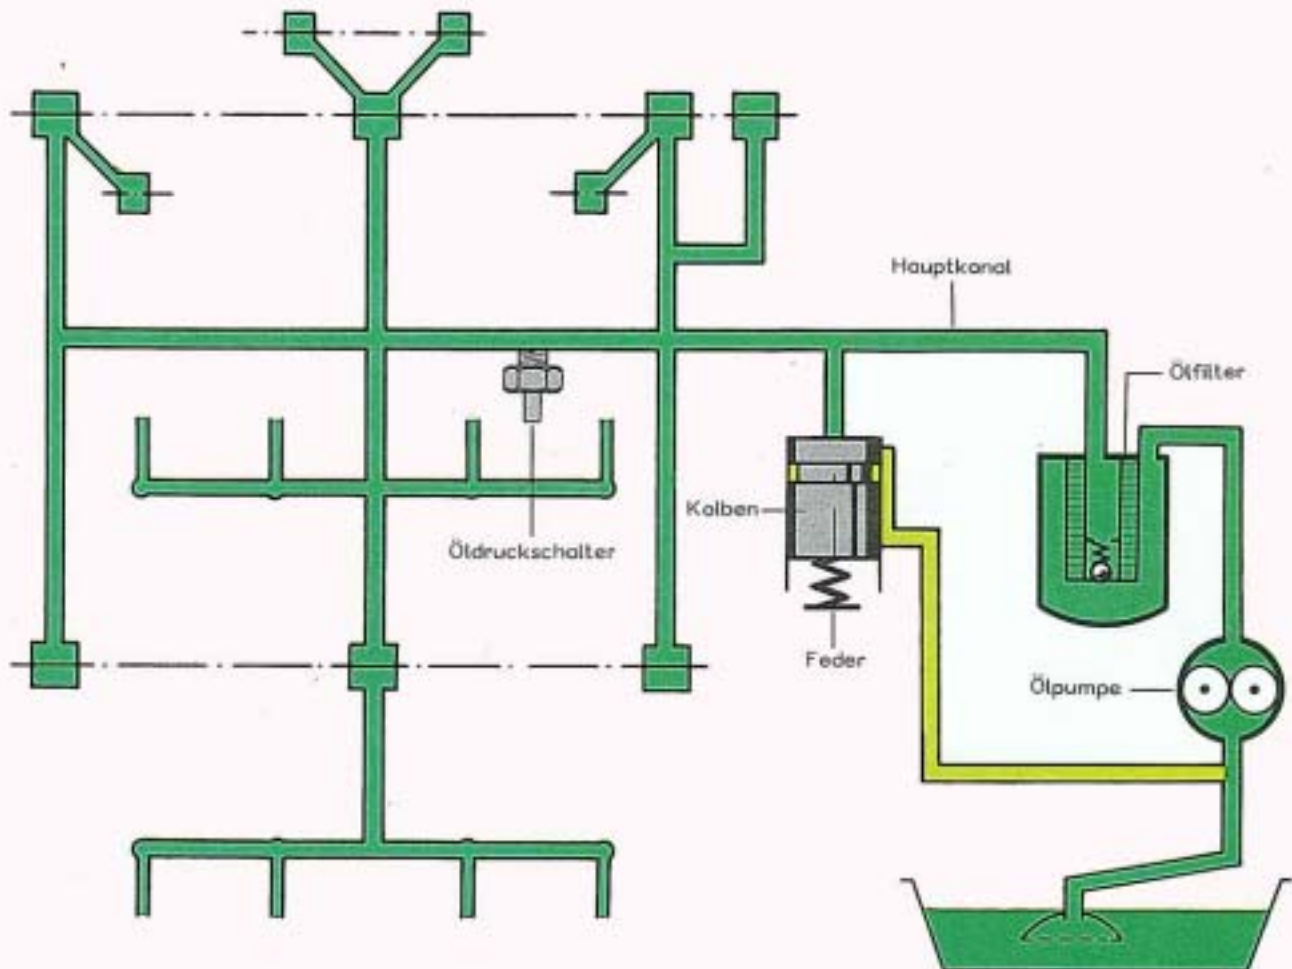 Hauptkanal
Ölfilter
Kolben
Öldruckschalter
Feder
Ölpumpe